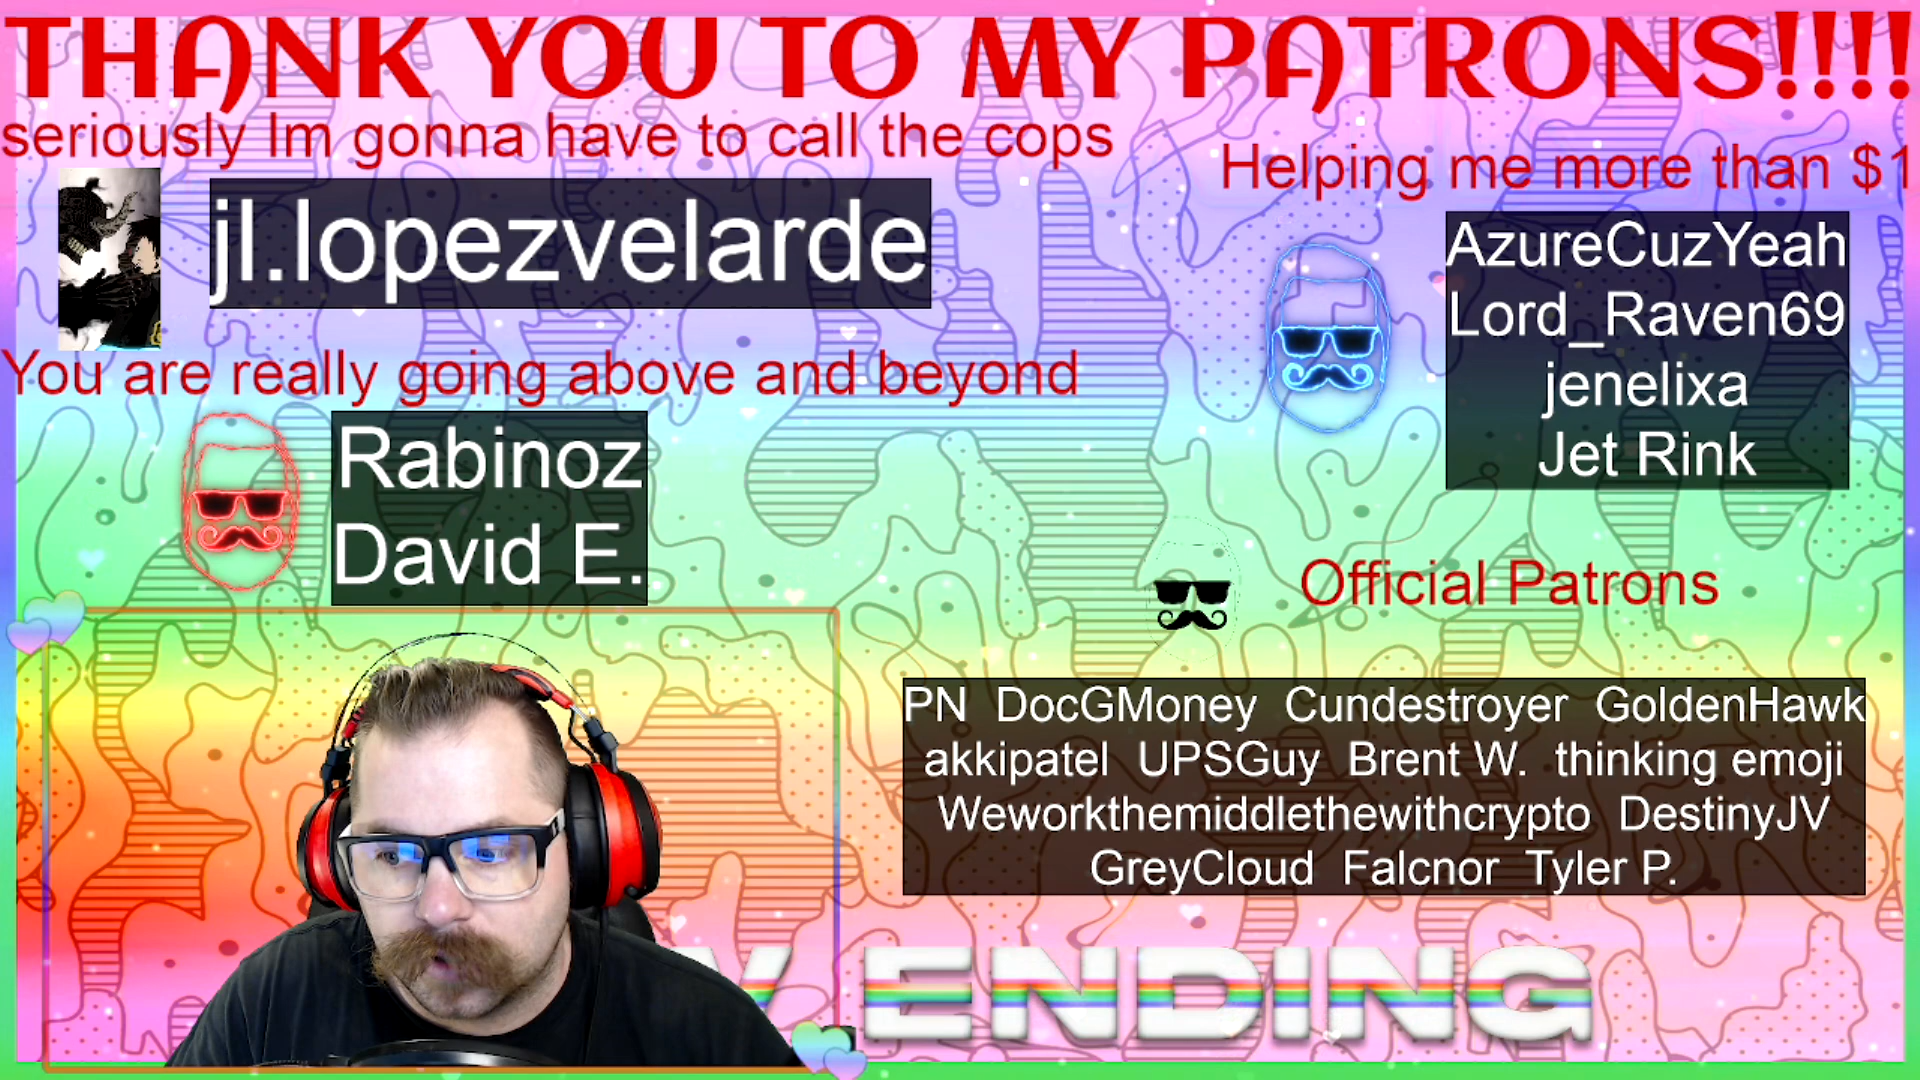 THANK YOU TO MY PATRONS!!!!
seriously Im gonna have to call the cops
jl.lopezvelarde
You are really going above and beyond
Rabinoz
David E.
Helping me more than $1
AzureCuzYeah
Lord_Raven69
jenelixa
Jet Rink
Official Patrons
PN DocGMoney Cundestroyer GoldenHawk
akkipatel UPSGuy Brent W. thinking emoji
Weworkthemiddlethewithcrypto DestinyJV
GreyCloud Falcnor Tyler P.
ENDING